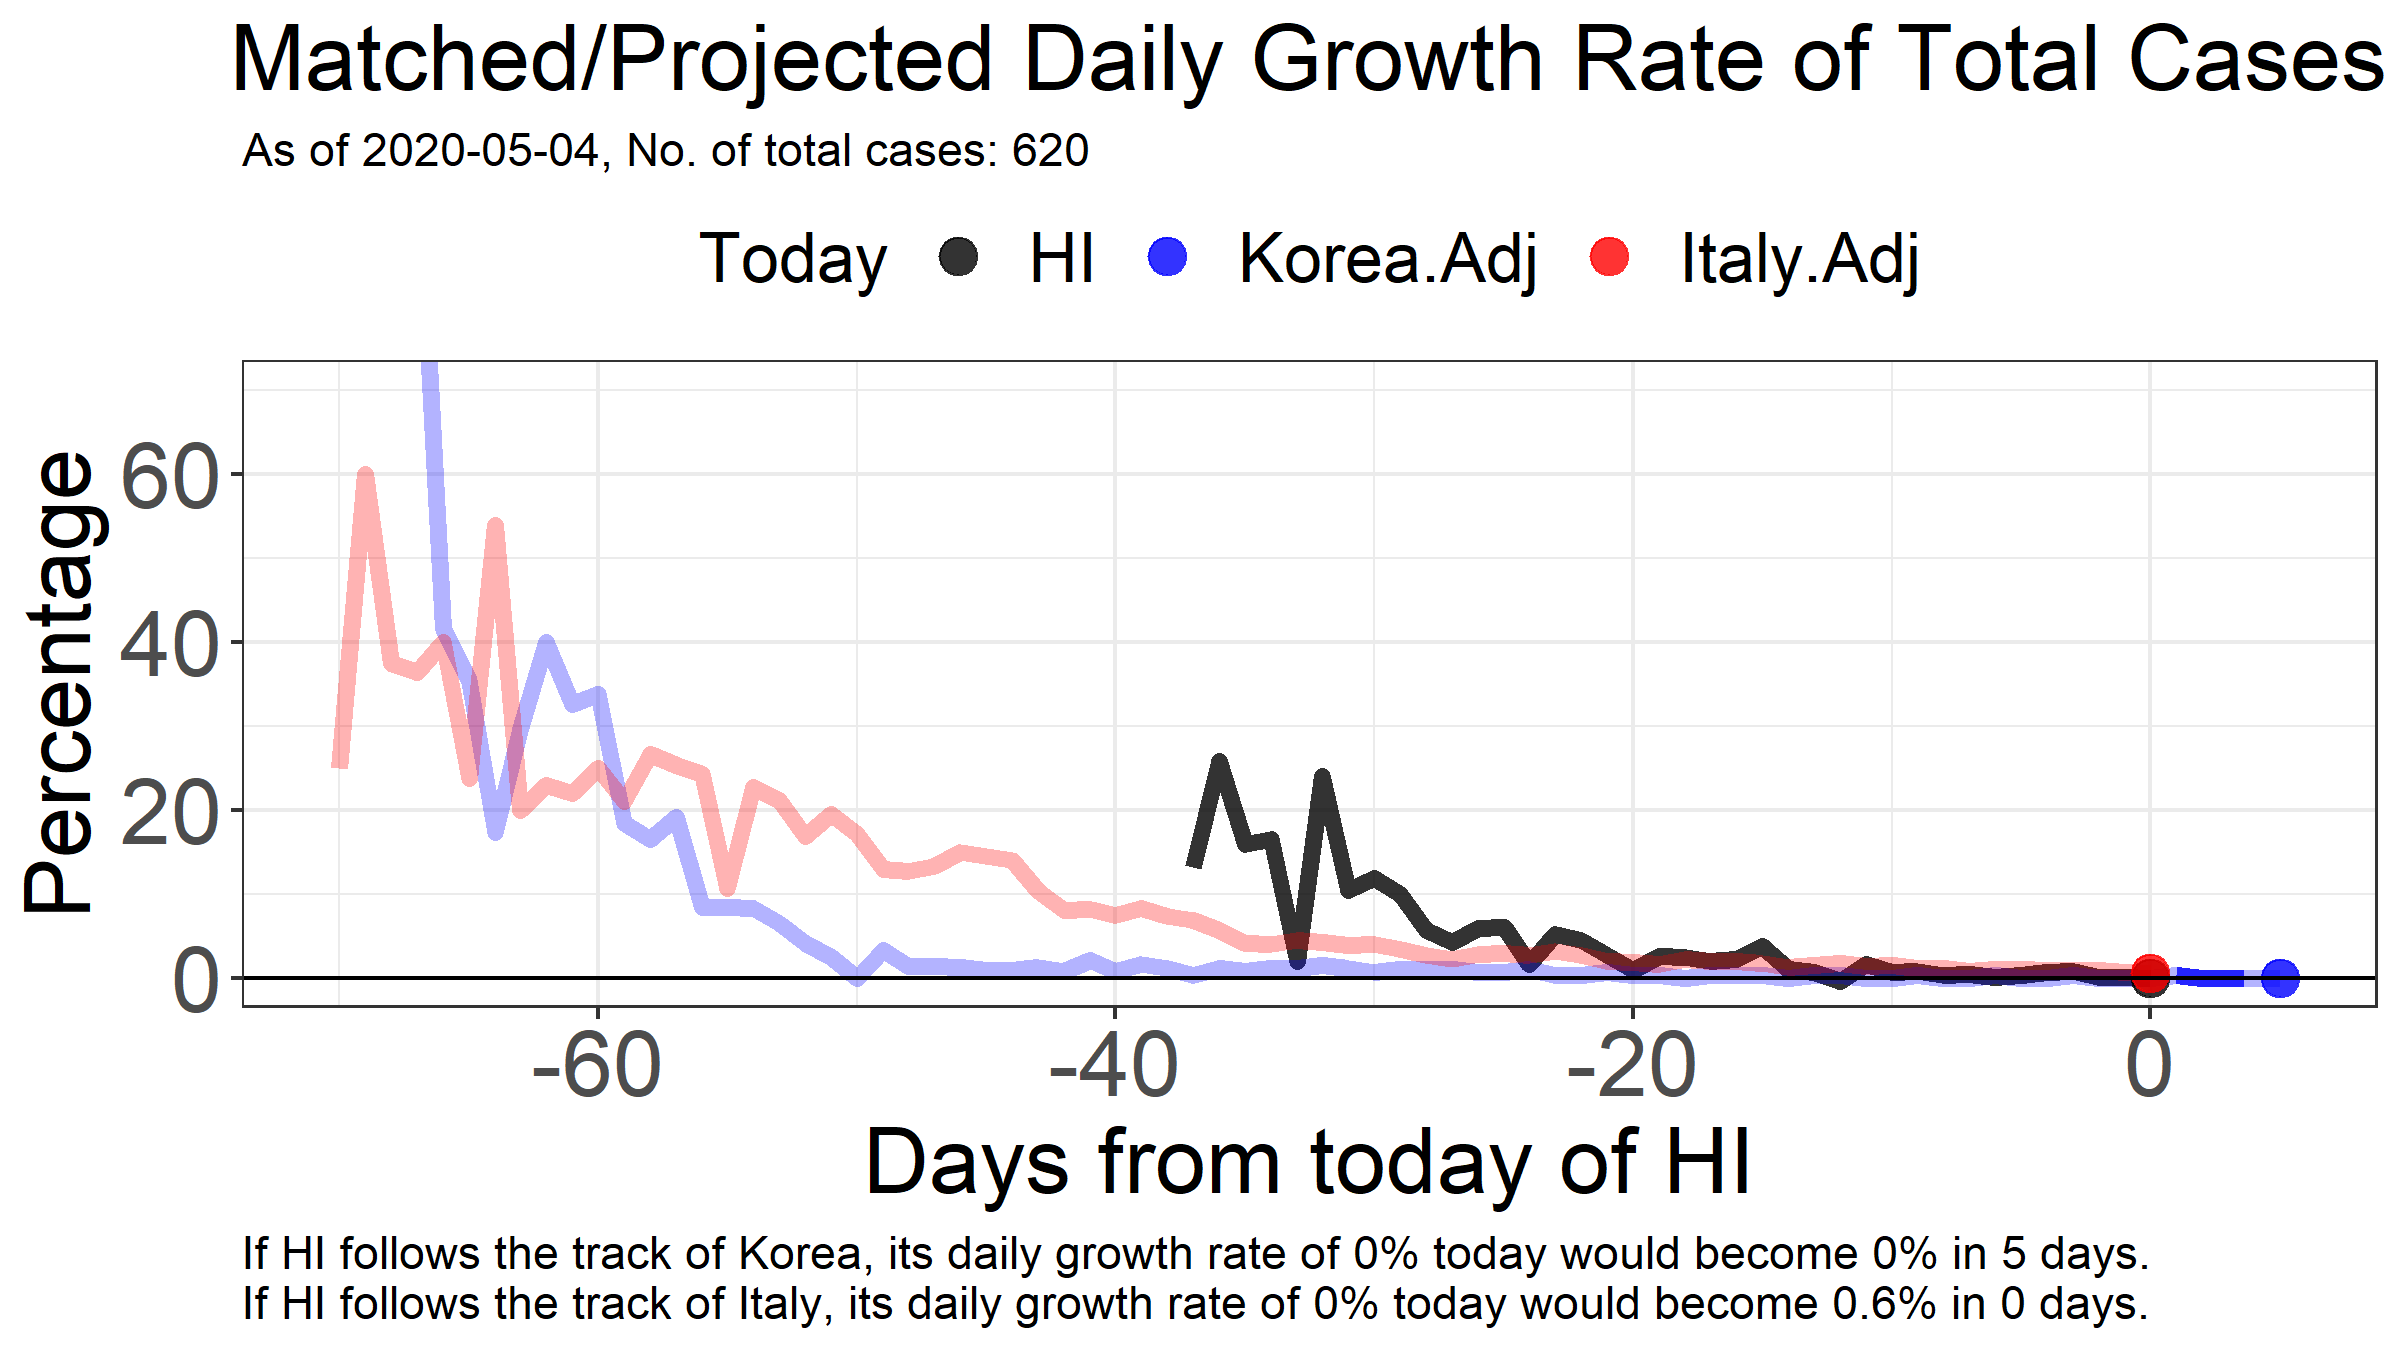 Matched/Projected Daily Growth Rate of Total Cases
As of 2020-05-04, No. of total cases: 620
Today HI Korea.Adj Italy.Adj
Percentage
60
40
20
0
-60 -40 -20 0
Days from today of HI
If HI follows the track of Korea, its daily growth rate of 0% today would become 0% in 5 days.
If HI follows the track of Italy, its daily growth rate of 0% today would become 0.6% in 0 days.